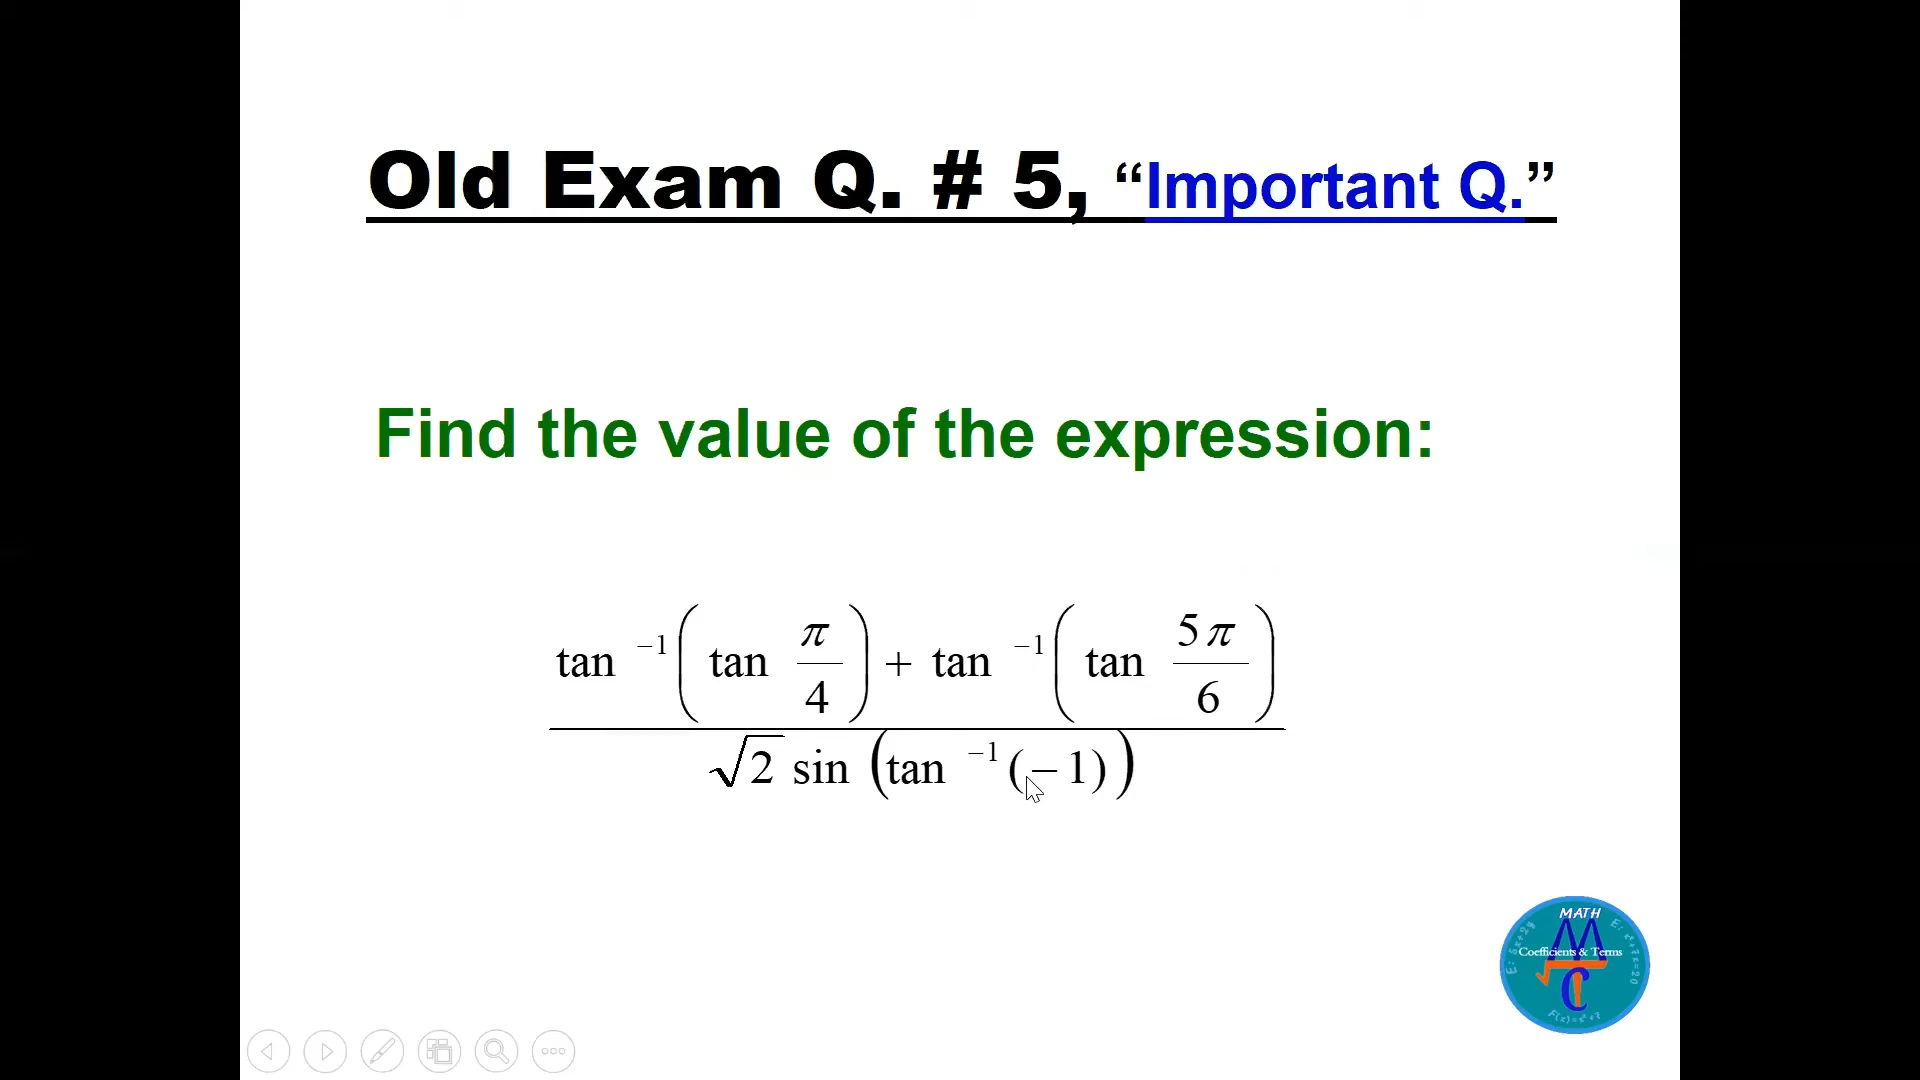 Old Exam Q. # 5, “Important Q.”
Find the value of the expression:
tan ⁻¹( tan π/4 ) + tan ⁻¹( tan 5π/6 )
√2 sin (tan ⁻¹(− 1))
MATH
Coefficients & Terms